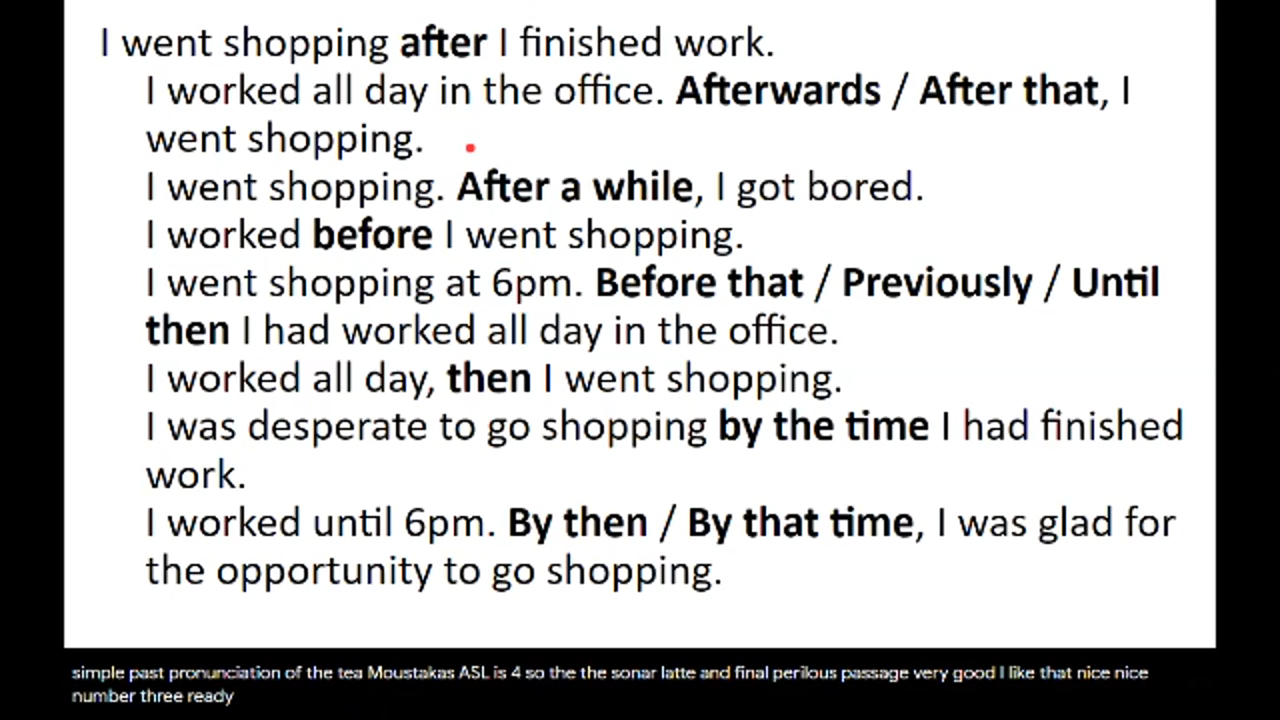 I went shopping after I finished work.
I worked all day in the office. Afterwards / After that, I
went shopping.
I went shopping. After a while, I got bored.
I worked before I went shopping.
I went shopping at 6pm. Before that / Previously / Until
then I had worked all day in the office.
I worked all day, then I went shopping.
I was desperate to go shopping by the time I had finished
work.
I worked until 6pm. By then / By that time, I was glad for
the opportunity to go shopping.
simple past pronunciation of the tea Moustakas ASL is 4 so the the sonar latte and final perilous passage very good I like that nice nice
number three ready